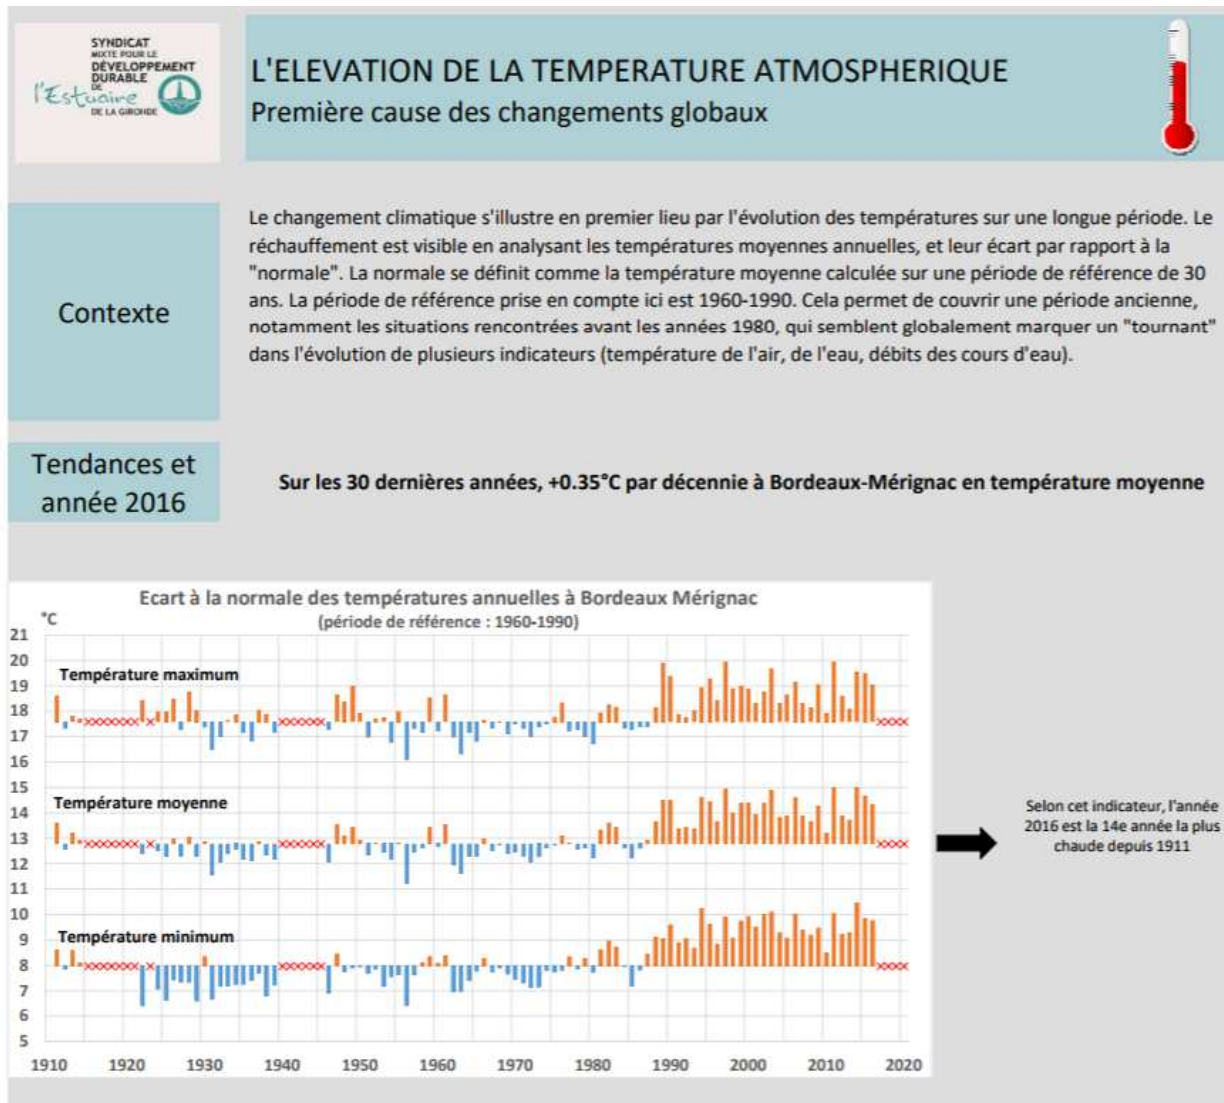 SYNDICAT
MIXTE POUR LE
DÉVELOPPEMENT
DURABLE
DE
l'Estuaire
DE LA GIRONDE
L'ELEVATION DE LA TEMPERATURE ATMOSPHERIQUE
Première cause des changements globaux
Contexte
Le changement climatique s'illustre en premier lieu par l'évolution des températures sur une longue période. Le
réchauffement est visible en analysant les températures moyennes annuelles, et leur écart par rapport à la
"normale". La normale se définit comme la température moyenne calculée sur une période de référence de 30
ans. La période de référence prise en compte ici est 1960-1990. Cela permet de couvrir une période ancienne,
notamment les situations rencontrées avant les années 1980, qui semblent globalement marquer un "tournant"
dans l'évolution de plusieurs indicateurs (température de l'air, de l'eau, débits des cours d'eau).
Tendances et
année 2016
Sur les 30 dernières années, +0.35°C par décennie à Bordeaux-Mérignac en température moyenne
Ecart à la normale des températures annuelles à Bordeaux Mérignac
(période de référence : 1960-1990)
°C
21
20
19
18
17
16
15
14
13
12
11
10
9
8
7
6
5
Température maximum
Température moyenne
Température minimum
1910 1920 1930 1940 1950 1960 1970 1980 1990 2000 2010 2020
Selon cet indicateur, l'année
2016 est la 14e année la plus
chaude depuis 1911